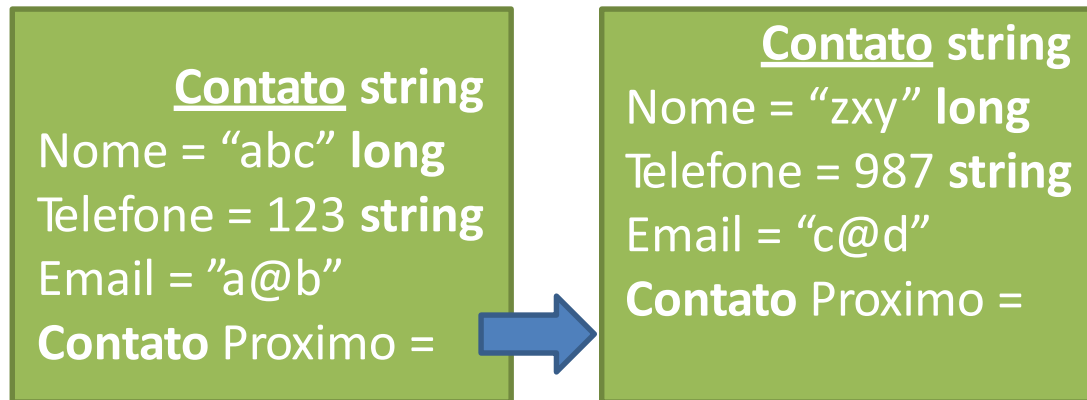 Contato string
Nome = “abc” long
Telefone = 123 string
Email = ”a@b”
Contato Proximo =
Contato string
Nome = “zxy” long
Telefone = 987 string
Email = “c@d”
Contato Proximo =